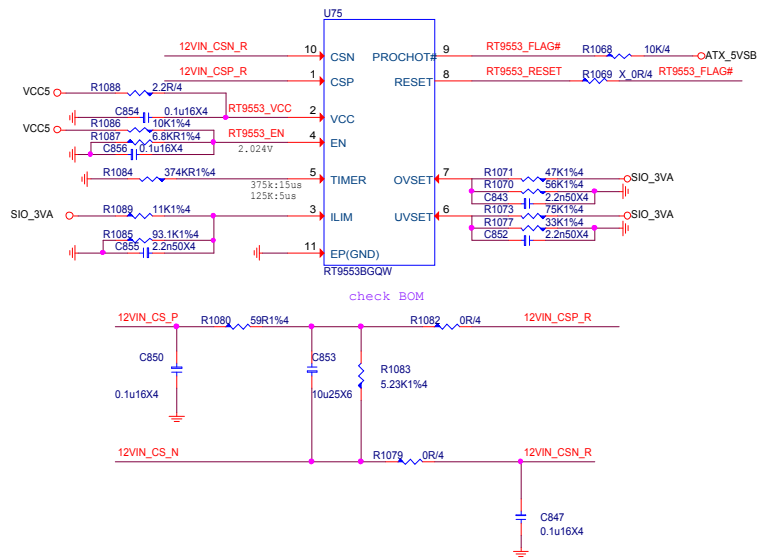 U75
12VIN_CSN_R 10 CSN PROCHOT# 9 RT9553_FLAG# R1068 10K/4 ATX_5VSB
12VIN_CSP_R 1 CSP RESET 8 RT9553_RESET R1069 X_0R/4 RT9553_FLAG#
VCC5 R1088 2.2R/4
C854 0.1u16X4 RT9553_VCC 2 VCC
VCC5 R1086 10K1%4
R1087 6.8KR1%4 RT9553_EN 4 EN
C856 0.1u16X4 2.024V
R1084 374KR1%4 5 TIMER OVSET 7 R1071 47K1%4 SIO_3VA
375k:15us
125K:5us
R1070 56K1%4
C843 2.2n50X4
SIO_3VA R1089 11K1%4 3 ILIM UVSET 6 R1073 75K1%4 SIO_3VA
R1085 93.1K1%4
C855 2.2n50X4
R1077 33K1%4
C852 2.2n50X4
11 EP(GND)
RT9553BGQW
check BOM
12VIN_CS_P R1080 59R1%4 R1082 0R/4 12VIN_CSP_R
C850
0.1u16X4
C853
10u25X6
R1083
5.23K1%4
12VIN_CS_N R1079 0R/4 12VIN_CSN_R
C847
0.1u16X4